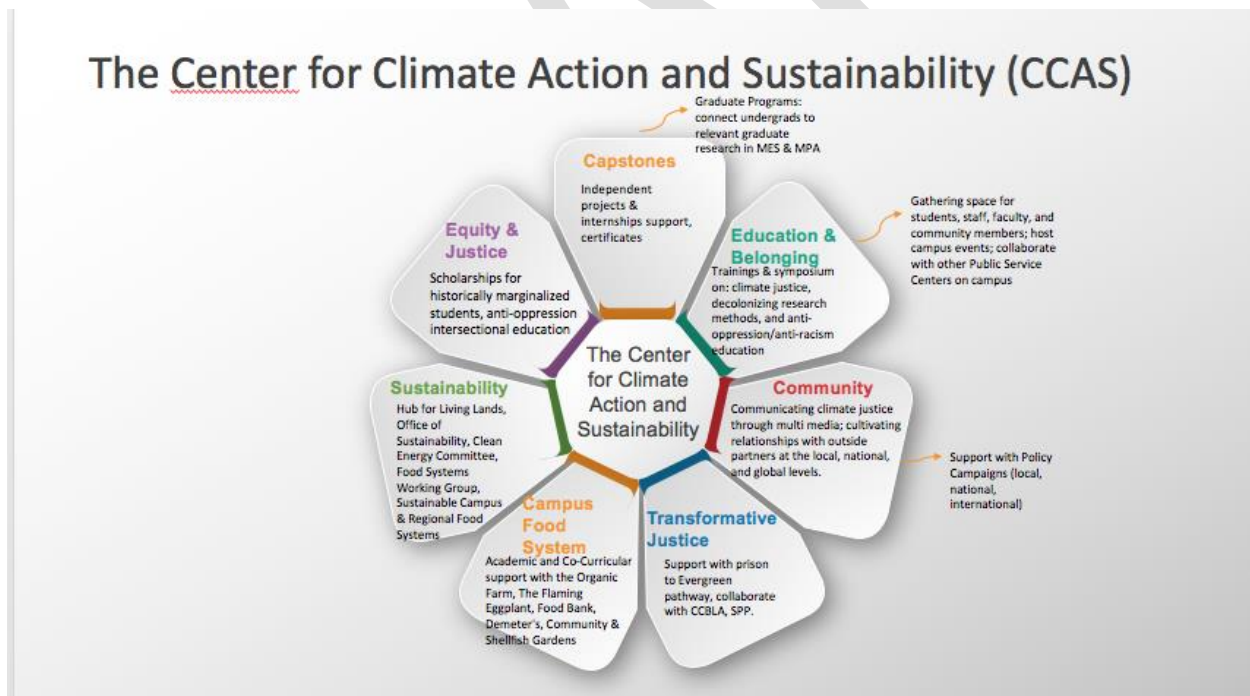 The Center for Climate Action and Sustainability (CCAS)
Graduate Programs:
connect undergrads to
relevant graduate
research in MES & MPA
Capstones
Independent
projects &
internships support,
certificates
Education &
Belonging
Trainings & symposium
on: climate justice,
decolonizing research
methods, and anti-
oppression/anti-racism
education
Gathering space for
students, staff, faculty, and
community members; host
campus events; collaborate
with other Public Service
Centers on campus
Community
Communicating climate justice
through multi media; cultivating
relationships with outside
partners at the local, national,
and global levels.
Support with Policy
Campaigns (local,
national,
international)
Transformative
Justice
Support with prison
to Evergreen
pathway, collaborate
with CCBLA, SPP.
Campus
Food
System
Academic and Co-Curricular
support with the Organic
Farm, The Flaming
Eggplant, Food Bank,
Demeter's, Community &
Shellfish Gardens
Sustainability
Hub for Living Lands,
Office of
Sustainability, Clean
Energy Committee,
Food Systems
Working Group,
Sustainable Campus
& Regional Food
Systems
Equity &
Justice
Scholarships for
historically marginalized
students, anti-oppression
intersectional education
The Center
for Climate
Action and
Sustainability